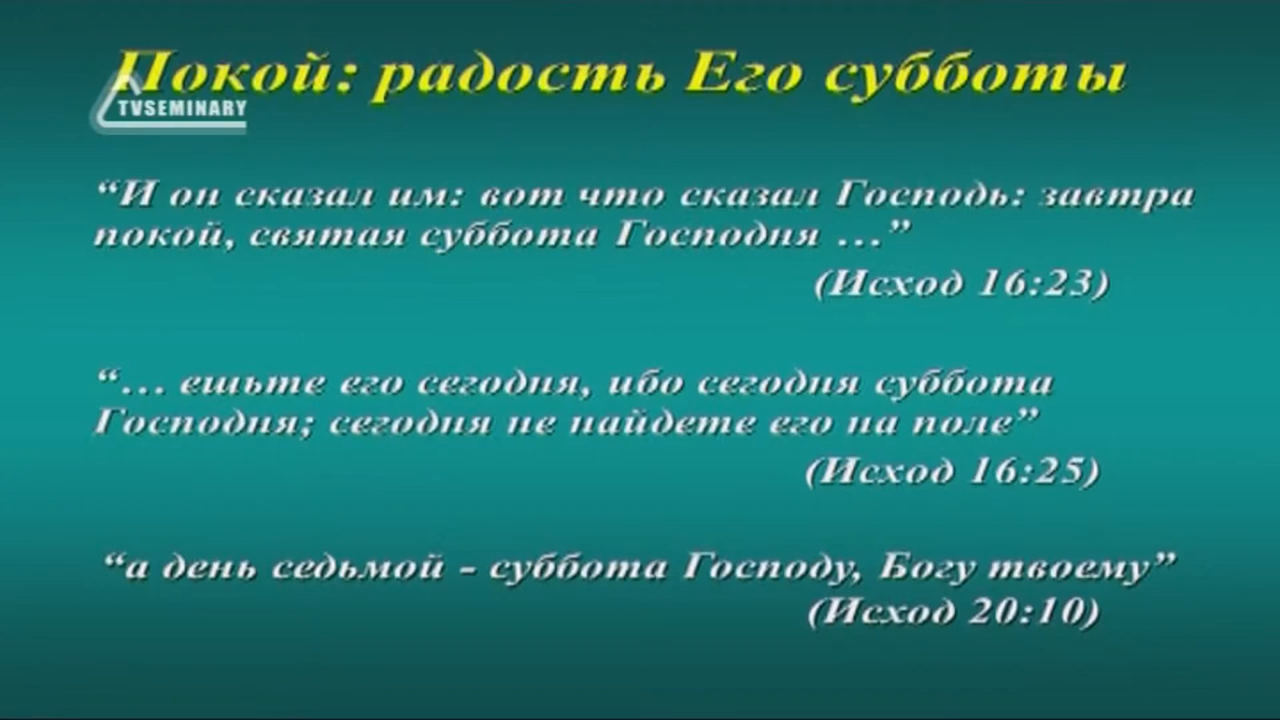 Покой: радость Его субботы
TVSEMINARY
“И он сказал им: вот что сказал Господь: завтра
покой, святая суббота Господня ...”
(Исход 16:23)
“... ешьте его сегодня, ибо сегодня суббота
Господня; сегодня не найдете его на поле”
(Исход 16:25)
“а день седьмой - суббота Господу, Богу твоему”
(Исход 20:10)